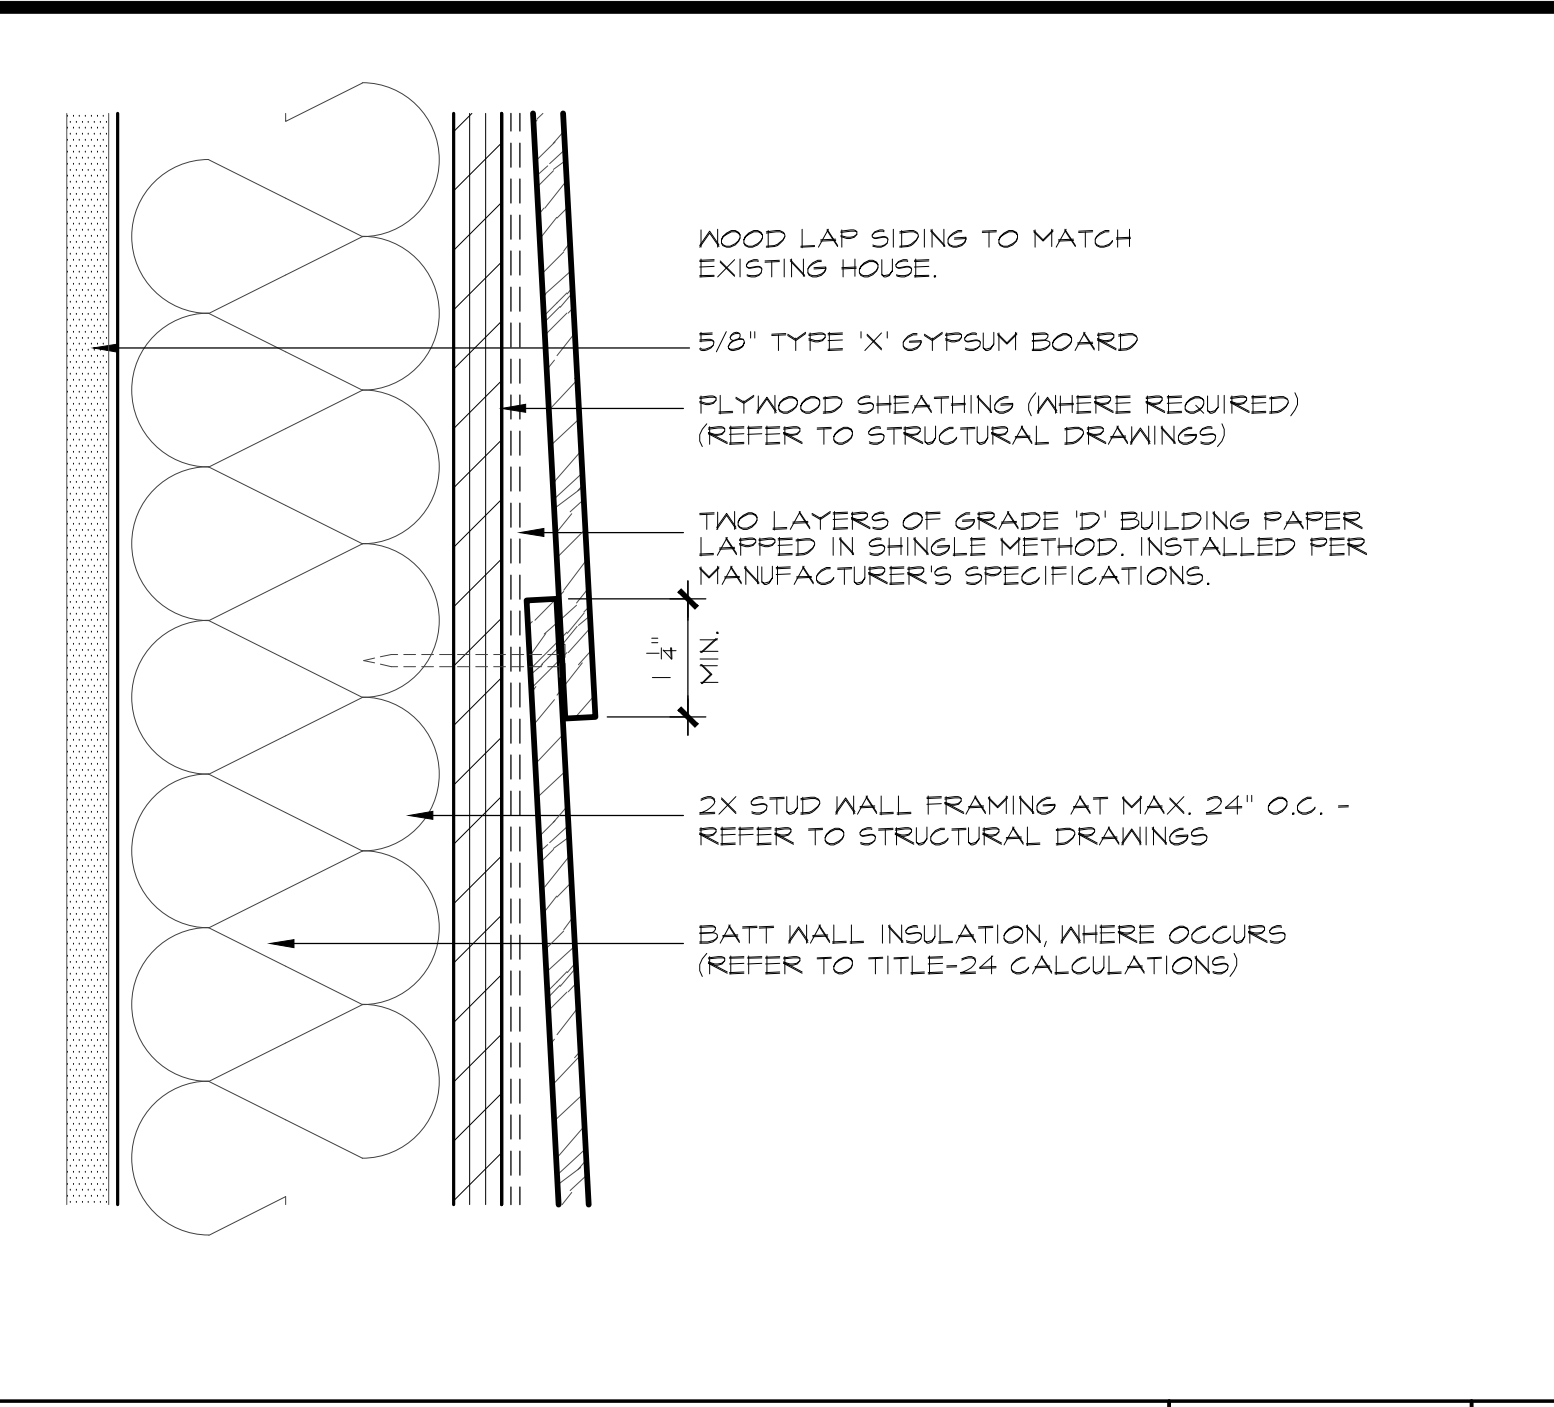 WOOD LAP SIDING TO MATCH
EXISTING HOUSE.
5/8" TYPE 'X' GYPSUM BOARD
PLYWOOD SHEATHING (WHERE REQUIRED)
(REFER TO STRUCTURAL DRAWINGS)
TWO LAYERS OF GRADE 'D' BUILDING PAPER
LAPPED IN SHINGLE METHOD. INSTALLED PER
MANUFACTURER'S SPECIFICATIONS.
1 1/4"
MIN.
2X STUD WALL FRAMING AT MAX. 24" O.C. -
REFER TO STRUCTURAL DRAWINGS
BATT WALL INSULATION, WHERE OCCURS
(REFER TO TITLE-24 CALCULATIONS)